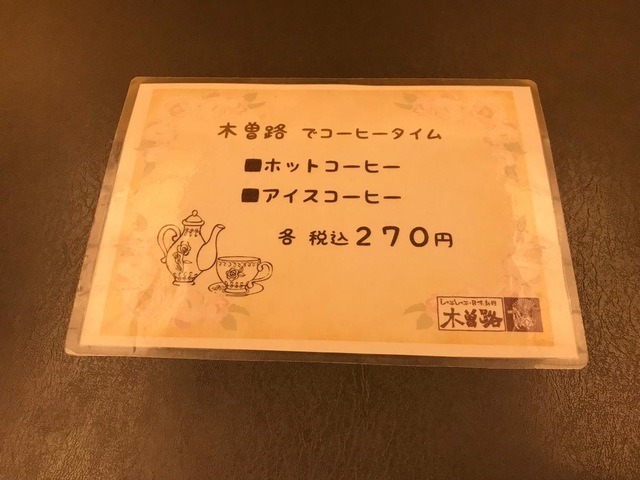 木曽路 でコーヒータイム
■ホットコーヒー
■アイスコーヒー
各 税込２７０円
しゃぶしゃぶ・日本料理
木曽路